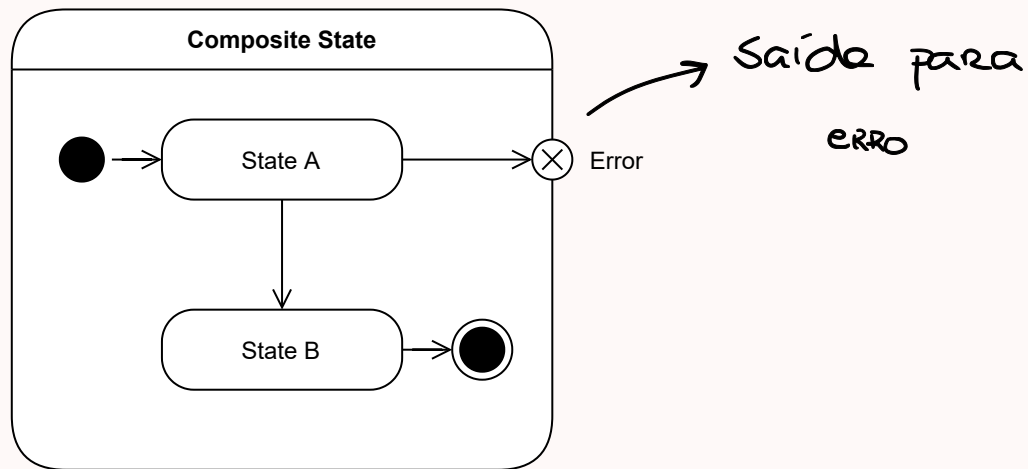 Composite State
Saída para
erro
State A
Error
State B